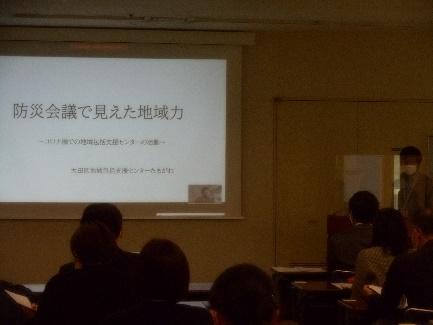 防災会議で見えた地域力
～コロナ禍での地域包括支援センターの活動～
大田区地域包括支援センターたまがわ